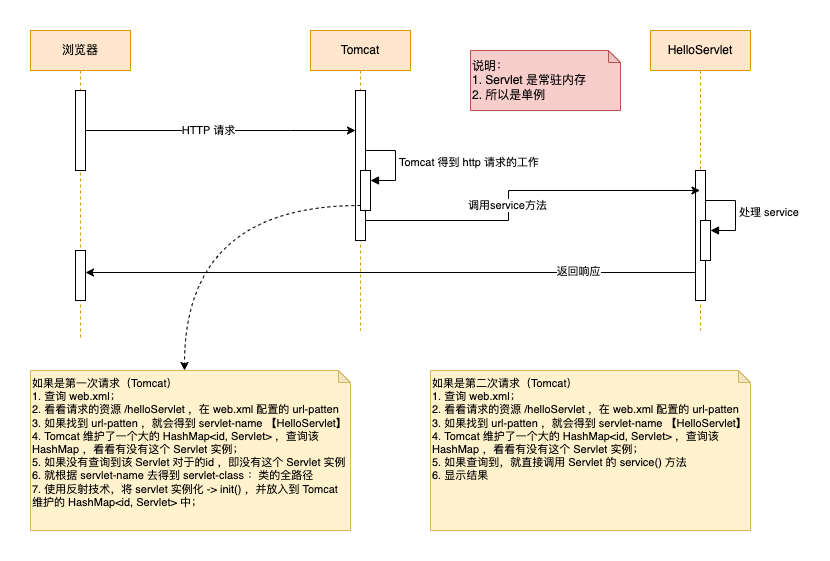 浏览器
Tomcat
HelloServlet
说明：
1. Servlet 是常驻内存
2. 所以是单例
HTTP 请求
Tomcat 得到 http 请求的工作
调用service方法
处理 service
返回响应
如果是第一次请求（Tomcat）
1. 查询 web.xml；
2. 看看请求的资源 /helloServlet ，在 web.xml 配置的 url-patten
3. 如果找到 url-patten ，就会得到 servlet-name 【HelloServlet】
4. Tomcat 维护了一个大的 HashMap<id, Servlet> ，查询该
HashMap ，看看有没有这个 Servlet 实例；
5. 如果没有查询到该 Servlet 对于的id ，即没有这个 Servlet 实例
6. 就根据 servlet-name 去得到 servlet-class ：类的全路径
7. 使用反射技术，将 servlet 实例化 -> init() ，并放入到 Tomcat
维护的 HashMap<id, Servlet> 中；
如果是第二次请求（Tomcat）
1. 查询 web.xml；
2. 看看请求的资源 /helloServlet ，在 web.xml 配置的 url-patten
3. 如果找到 url-patten ，就会得到 servlet-name 【HelloServlet】
4. Tomcat 维护了一个大的 HashMap<id, Servlet> ，查询该
HashMap ，看看有没有这个 Servlet 实例；
5. 如果查询到，就直接调用 Servlet 的 service() 方法
6. 显示结果